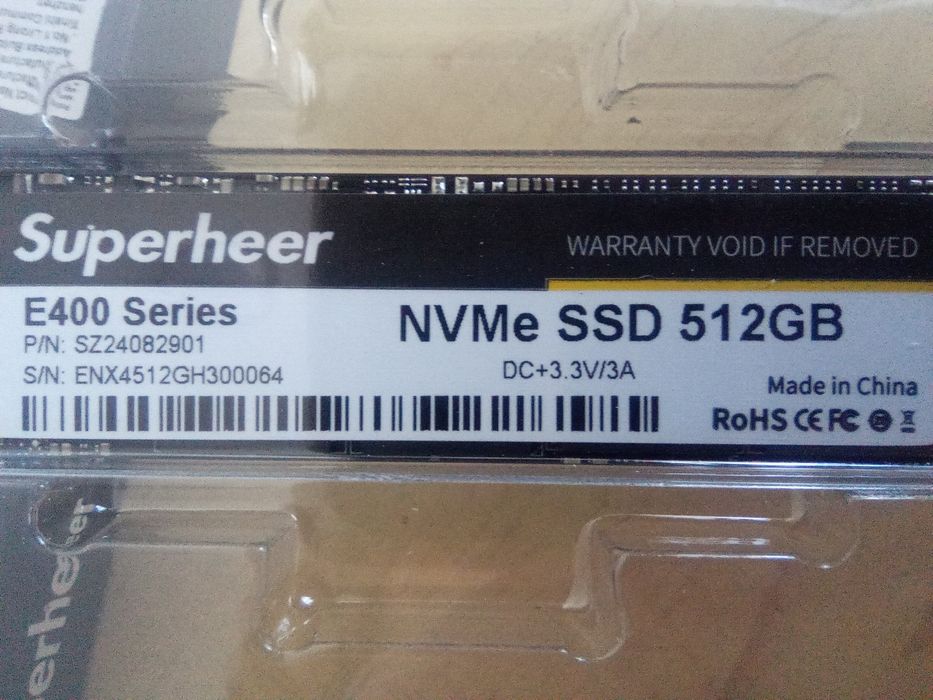 Superheer
WARRANTY VOID IF REMOVED
E400 Series
NVMe SSD 512GB
P/N: SZ24082901
S/N: ENX4512GH300064
DC+3.3V/3A
Made in China
RoHS CE FC
erheer